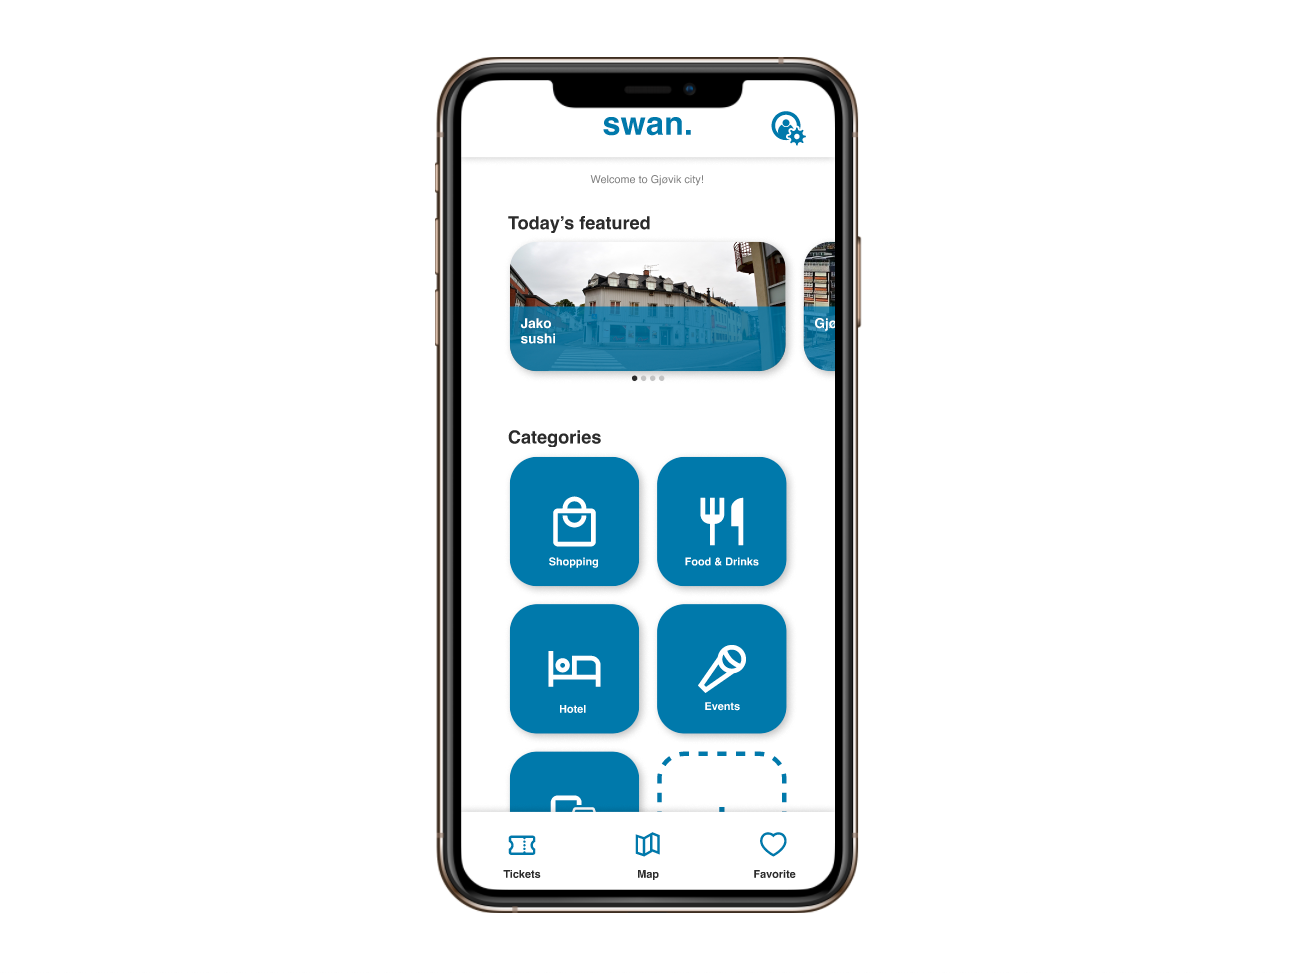 swan.
Welcome to Gjøvik city!
Today's featured
Jako
sushi
Gjø
Categories
Shopping
Food & Drinks
Hotel
Events
Tickets
Map
Favorite